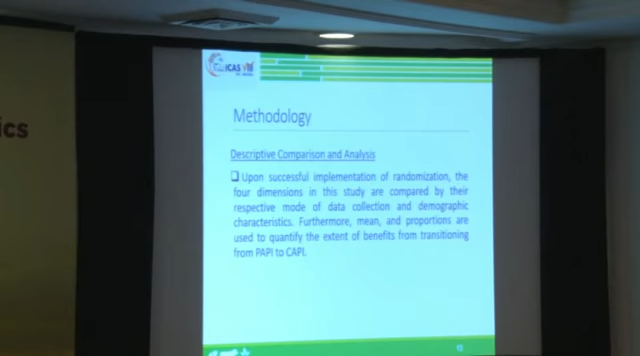 ics
ICAS VIII
Methodology
Descriptive Comparison and Analysis
Upon successful implementation of randomization, the
four dimensions in this study are compared by their
respective mode of data collection and demographic
characteristics. Furthermore, mean, and proportions are
used to quantify the extent of benefits from transitioning
from PAPI to CAPI.
13